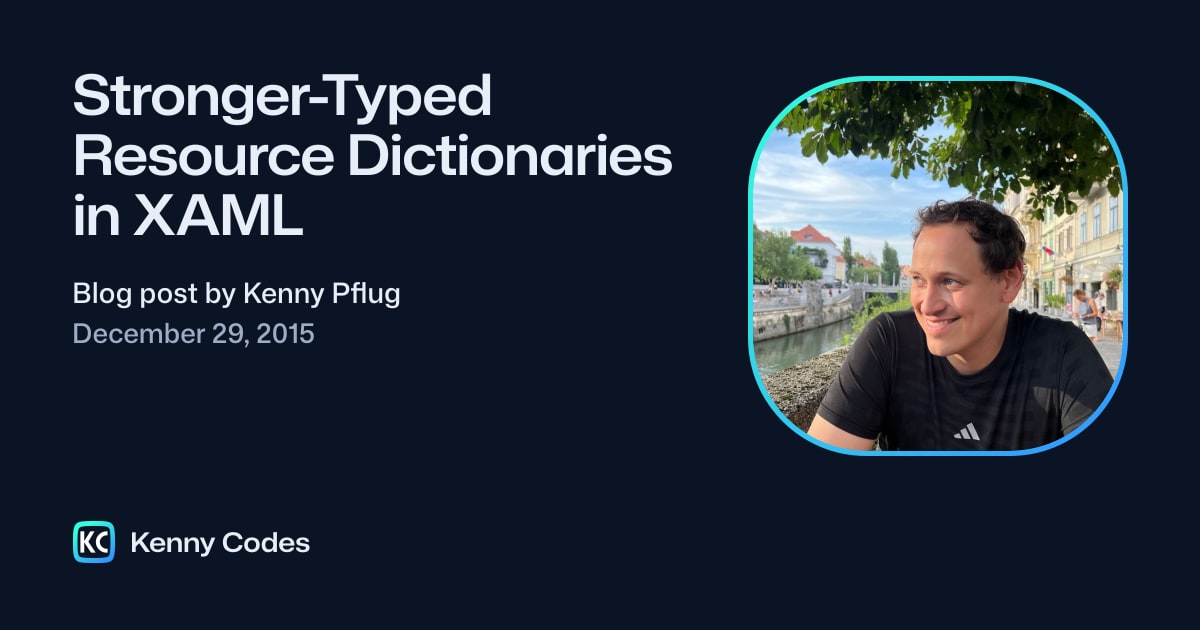 Stronger-Typed
Resource Dictionaries
in XAML
Blog post by Kenny Pflug
December 29, 2015
KC
Kenny Codes